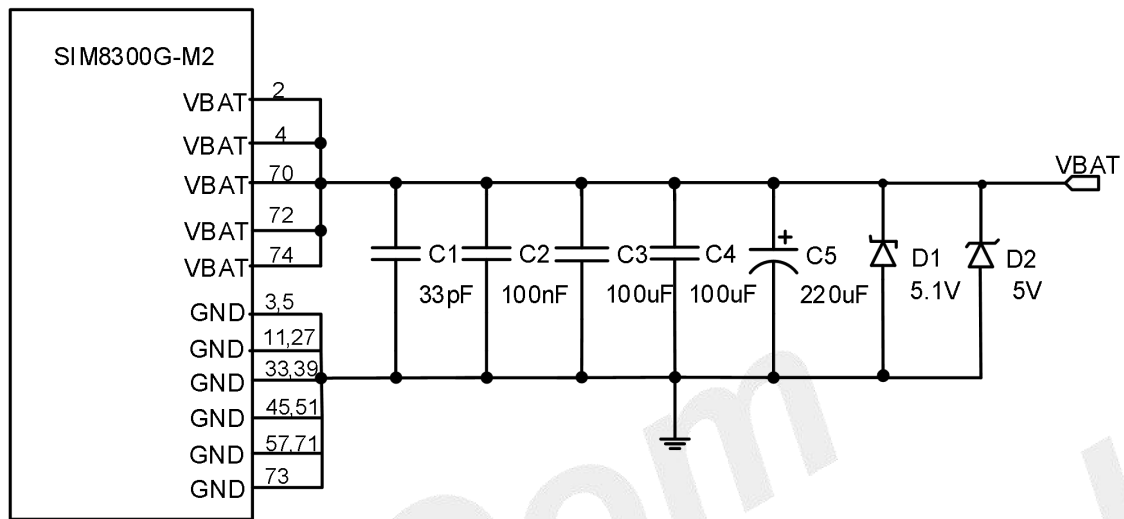 SIM8300G-M2
VBAT 2
VBAT 4
VBAT 70
VBAT 72
VBAT 74
GND 3,5
GND 11,27
GND 33,39
GND 45,51
GND 57,71
GND 73
VBAT
C1
33pF
C2
100nF
C3
100uF
C4
100uF
+
C5
220uF
D1
5.1V
D2
5V
om